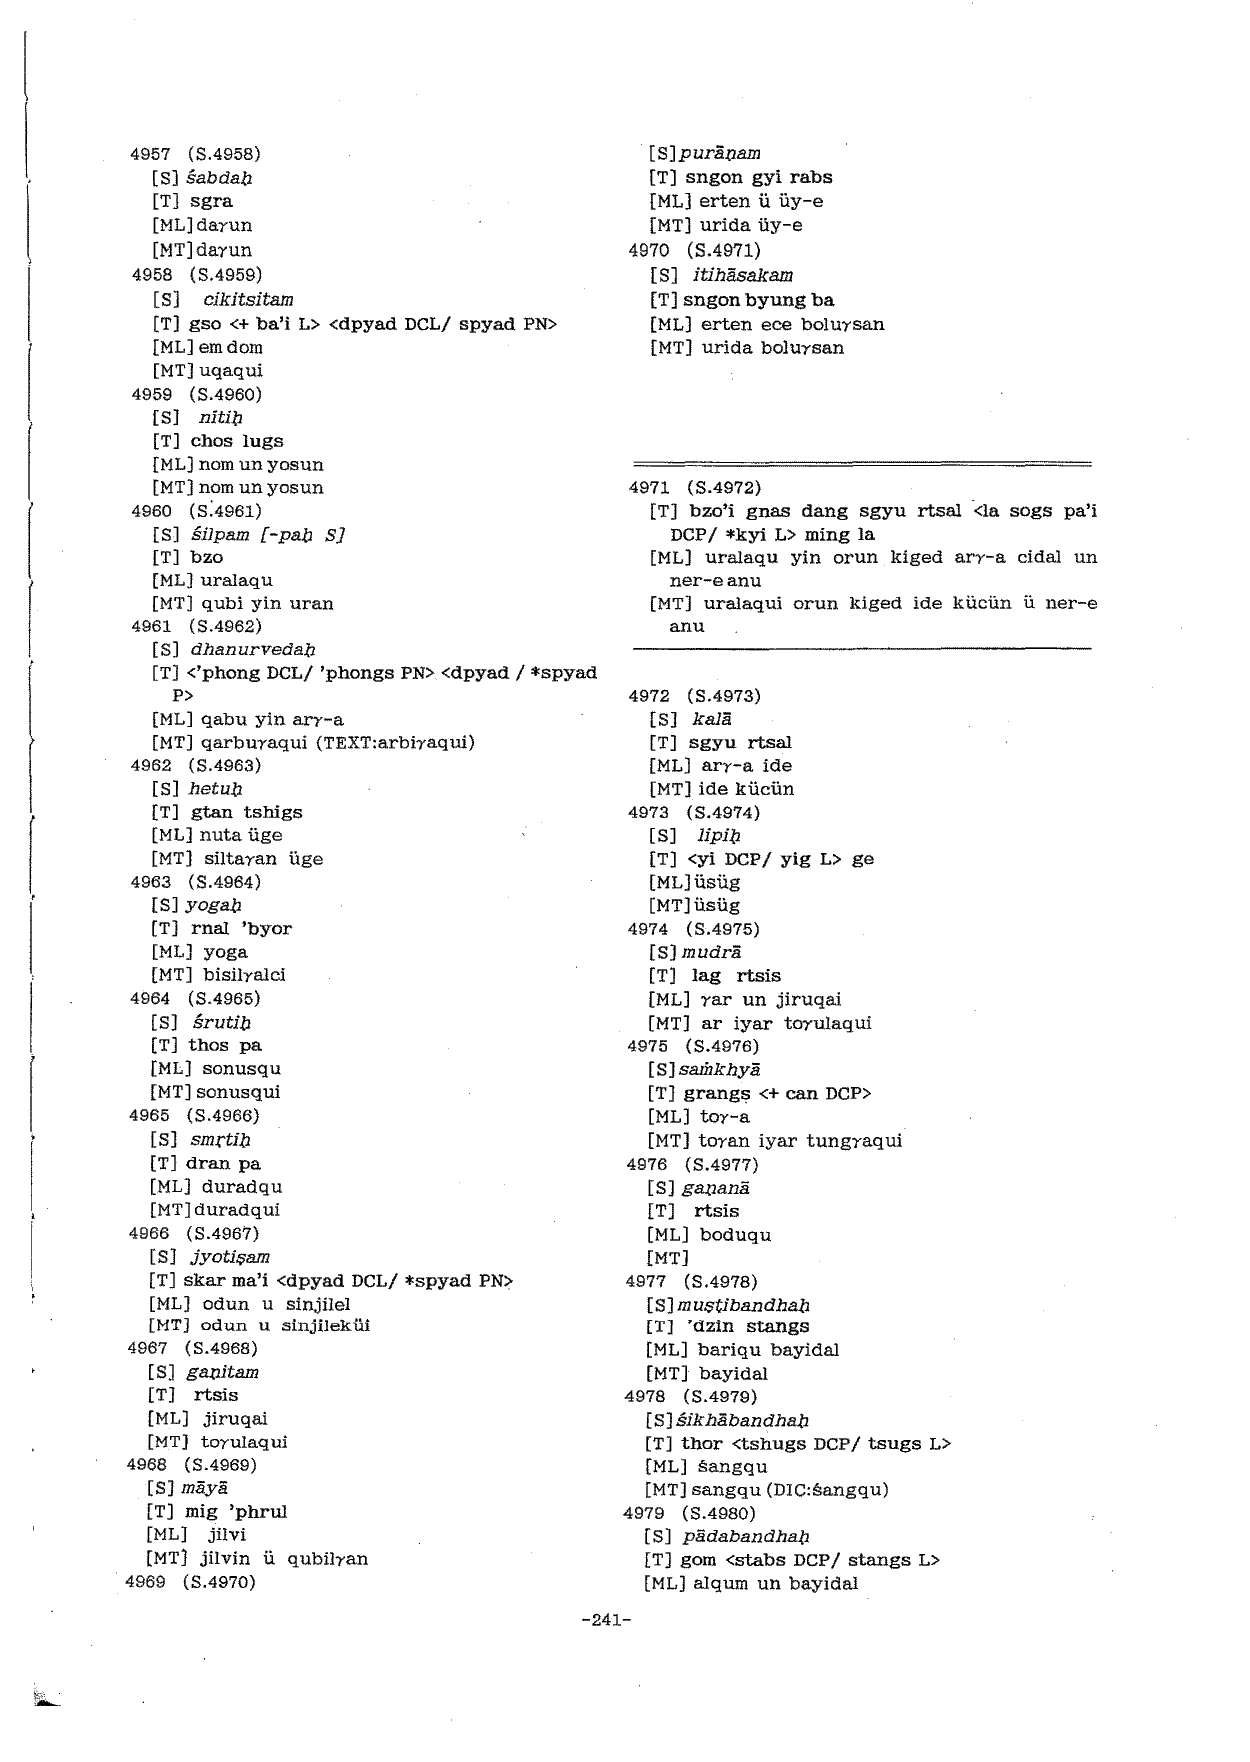 4957 (S.4958)
[S] śabdaḥ
[T] sgra
[ML] daγun
[MT] daγun
4958 (S.4959)
[S] cikitsitam
[T] gso <+ ba'i L> <dpyad DCL/ spyad PN>
[ML] em dom
[MT] uqaqui
4959 (S.4960)
[S] nītiḥ
[T] chos lugs
[ML] nom un yosun
[MT] nom un yosun
4960 (S.4961)
[S] śilpam [-paḥ S]
[T] bzo
[ML] uralaqu
[MT] qubi yin uran
4961 (S.4962)
[S] dhanurvedaḥ
[T] <'phong DCL/ 'phongs PN> <dpyad / *spyad
P>
[ML] qabu yin arγ-a
[MT] qarbuγaqui (TEXT:arbiγaqui)
4962 (S.4963)
[S] hetuḥ
[T] gtan tshigs
[ML] nuta üge
[MT] siltaγan üge
4963 (S.4964)
[S] yogaḥ
[T] rnal 'byor
[ML] yoga
[MT] bisilγalci
4964 (S.4965)
[S] śrutiḥ
[T] thos pa
[ML] sonusqu
[MT] sonusqui
4965 (S.4966)
[S] smṛtiḥ
[T] dran pa
[ML] duradqu
[MT] duradqui
4966 (S.4967)
[S] jyotiṣam
[T] skar ma'i <dpyad DCL/ *spyad PN>
[ML] odun u sinjilel
[MT] odun u sinjileküi
4967 (S.4968)
[S] gaṇitam
[T] rtsis
[ML] jiruqai
[MT] toγulaqui
4968 (S.4969)
[S] māyā
[T] mig 'phrul
[ML] jilvi
[MT] jilvin ü qubilγan
4969 (S.4970)
[S] purāṇam
[T] sngon gyi rabs
[ML] erten ü üy-e
[MT] urida üy-e
4970 (S.4971)
[S] itihāsakam
[T] sngon byung ba
[ML] erten ece boluγsan
[MT] urida boluγsan
4971 (S.4972)
[T] bzo'i gnas dang sgyu rtsal <la sogs pa'i
DCP/ *kyi L> ming la
[ML] uralaqu yin orun kiged arγ-a cidal un
ner-e anu
[MT] uralaqui orun kiged ide kücün ü ner-e
anu
4972 (S.4973)
[S] kalā
[T] sgyu rtsal
[ML] arγ-a ide
[MT] ide kücün
4973 (S.4974)
[S] lipiḥ
[T] <yi DCP/ yig L> ge
[ML] üsüg
[MT] üsüg
4974 (S.4975)
[S] mudrā
[T] lag rtsis
[ML] γar un jiruqai
[MT] ar iyar toγulaqui
4975 (S.4976)
[S] saṁkhyā
[T] grangs <+ can DCP>
[ML] toγ-a
[MT] toγan iyar tungγaqui
4976 (S.4977)
[S] gaṇanā
[T] rtsis
[ML] boduqu
[MT]
4977 (S.4978)
[S] muṣṭibandhaḥ
[T] 'dzin stangs
[ML] bariqu bayidal
[MT] bayidal
4978 (S.4979)
[S] śikhābandhaḥ
[T] thor <tshugs DCP/ tsugs L>
[ML] śangqu
[MT] sangqu (DIC:śangqu)
4979 (S.4980)
[S] pādabandhaḥ
[T] gom <stabs DCP/ stangs L>
[ML] alqum un bayidal
-241-